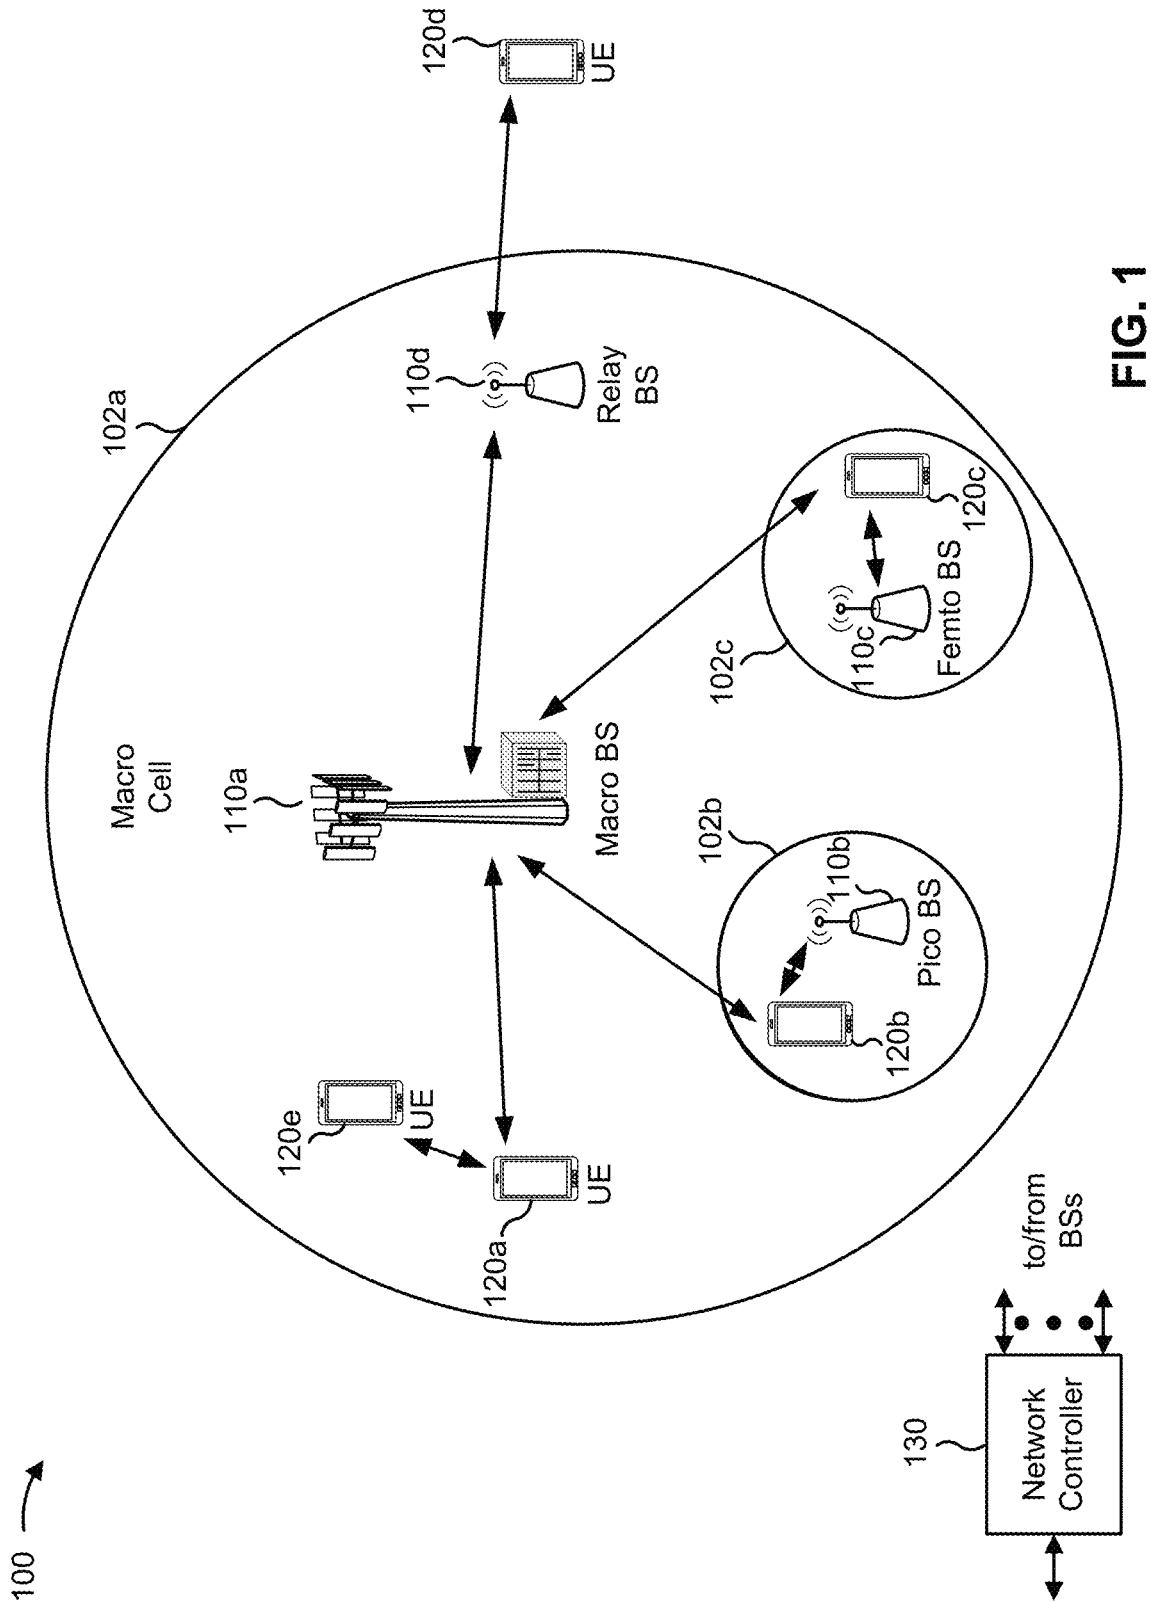 100
102a
Macro
Cell
110a
120d
UE
110d
Relay
BS
120e
UE
120a
UE
Macro BS
102b
120b
110b
Pico BS
102c
110c
Femto BS
120c
130
Network
Controller
to/from
BSs
FIG. 1